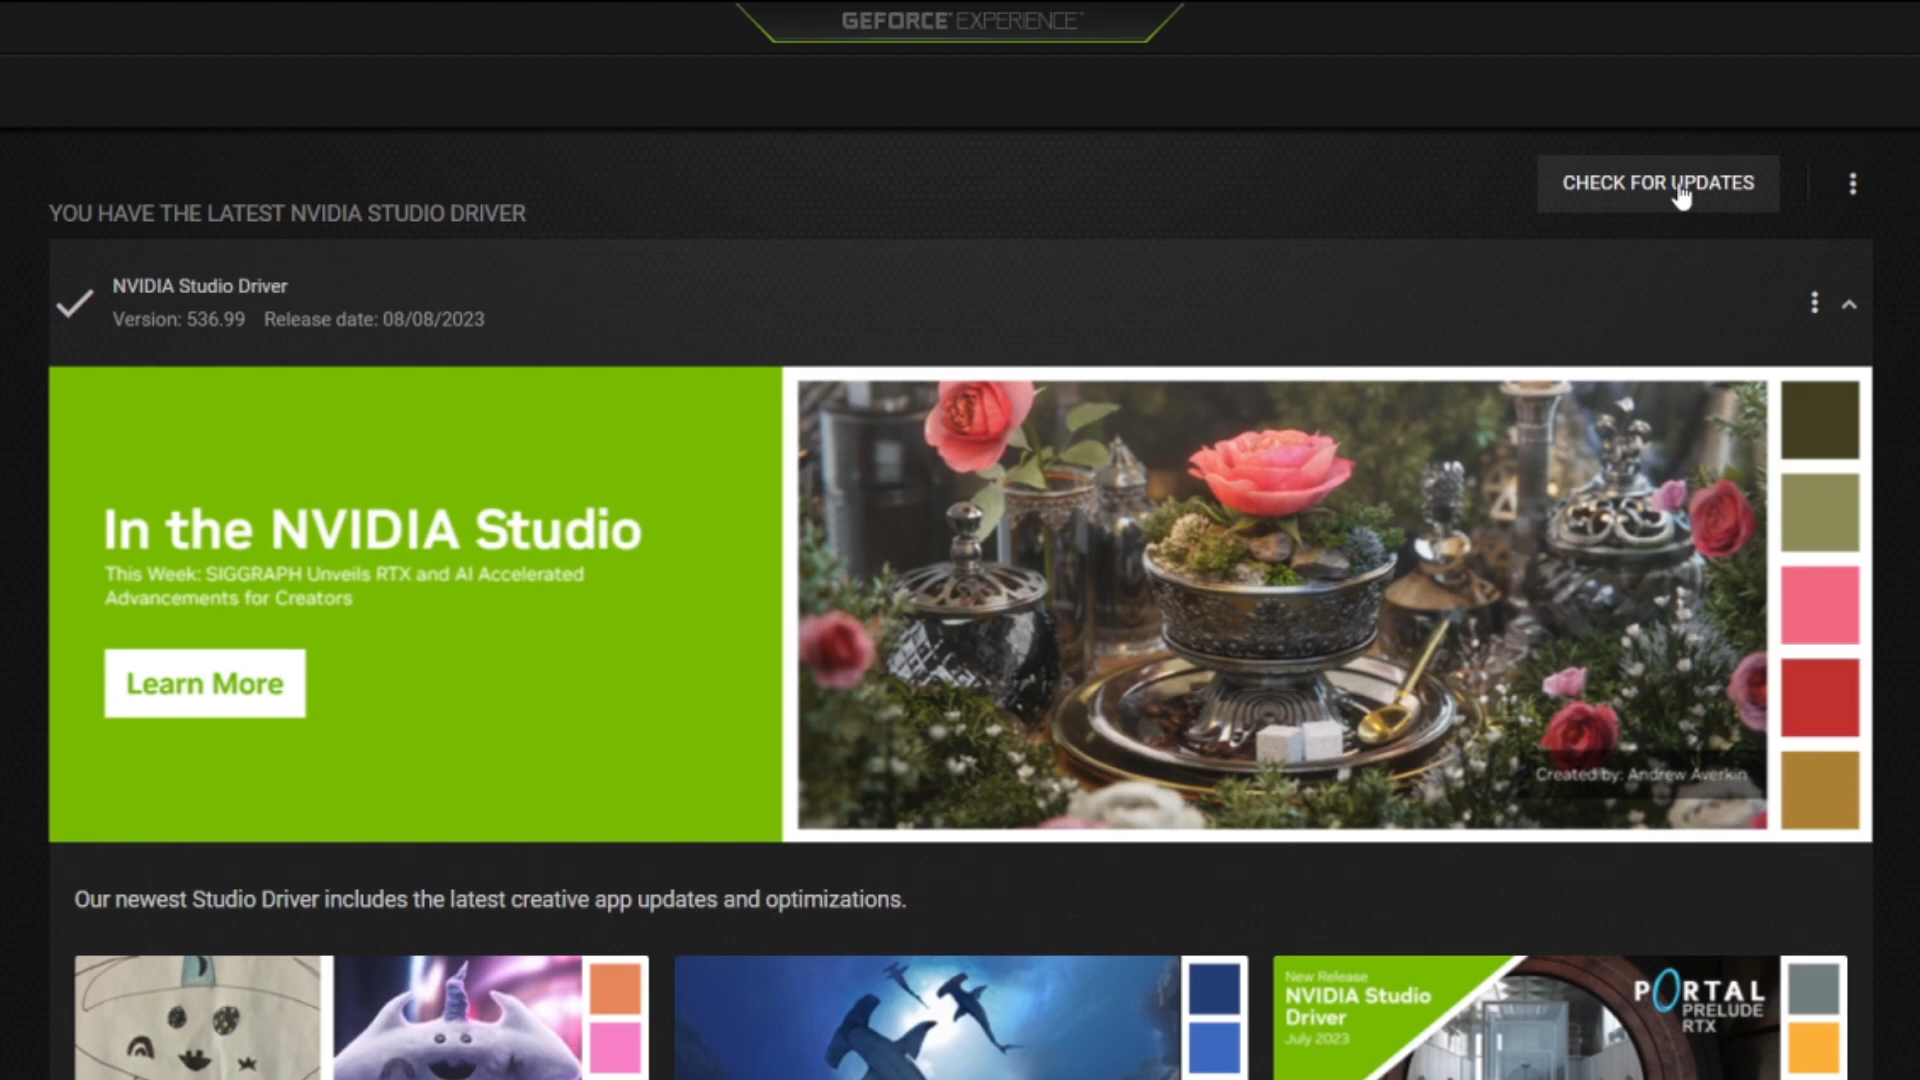 GEFORCE EXPERIENCE
CHECK FOR UPDATES
YOU HAVE THE LATEST NVIDIA STUDIO DRIVER
NVIDIA Studio Driver
Version: 536.99 Release date: 08/08/2023
In the NVIDIA Studio
This Week: SIGGRAPH Unveils RTX and AI Accelerated
Advancements for Creators
Learn More
Created by: Andrew Averkin
Our newest Studio Driver includes the latest creative app updates and optimizations.
New Release
NVIDIA Studio
Driver
July 2023
PORTAL
PRELUDE
RTX